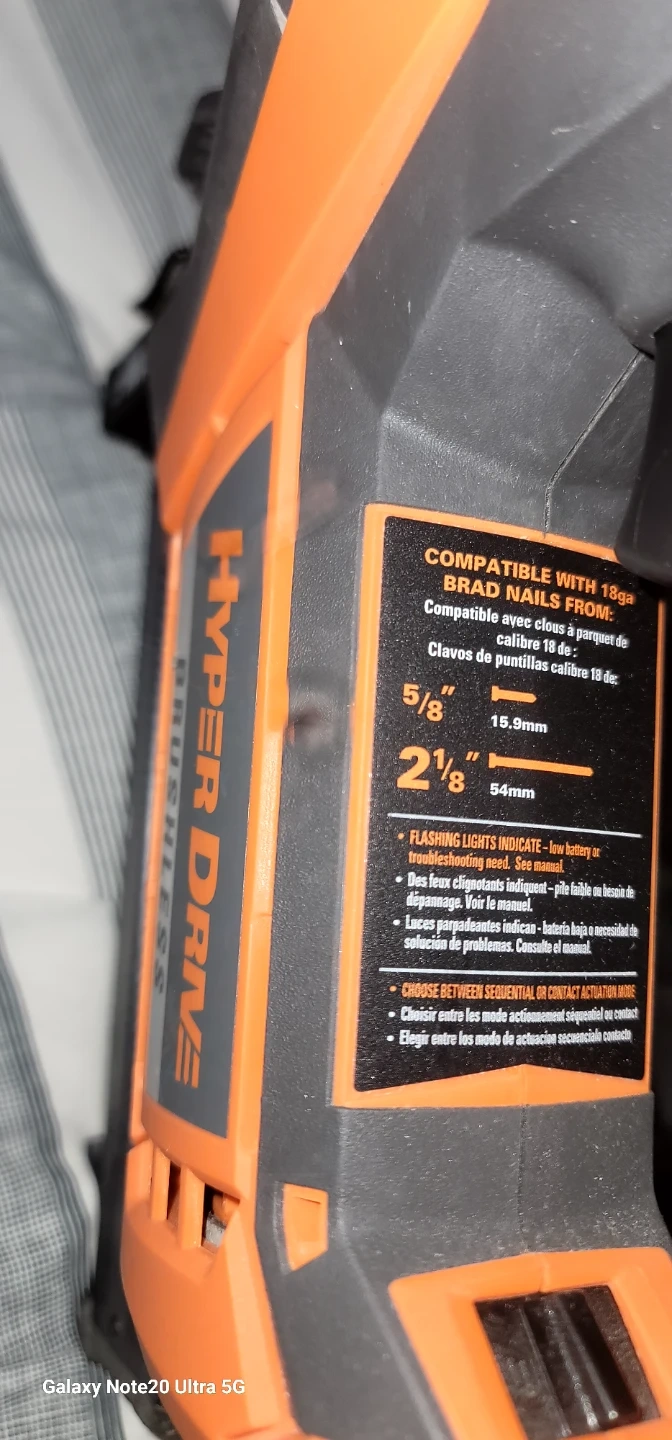 HYPER DRIVE
BRUSHLESS
COMPATIBLE WITH 18ga
BRAD NAILS FROM:
Compatible avec clous à parquet de
calibre 18 de :
Clavos de puntillas calibre 18 de:
5/8"
15.9mm
2 1/8"
54mm
• FLASHING LIGHTS INDICATE – low battery or
troubleshooting need. See manual.
• Des feux clignotants indiquent – pile faible ou besoin de
dépannage. Voir le manuel.
• Luces parpadeantes indican - batería baja o necesidad de
solución de problemas. Consulte el manual.
• CHOOSE BETWEEN SEQUENTIAL OR CONTACT ACTUATION MODE
• Choisir entre les mode actionnement séquentiel ou contact
• Elegir entre los modo de actuacion secuencialo contacto
Galaxy Note20 Ultra 5G